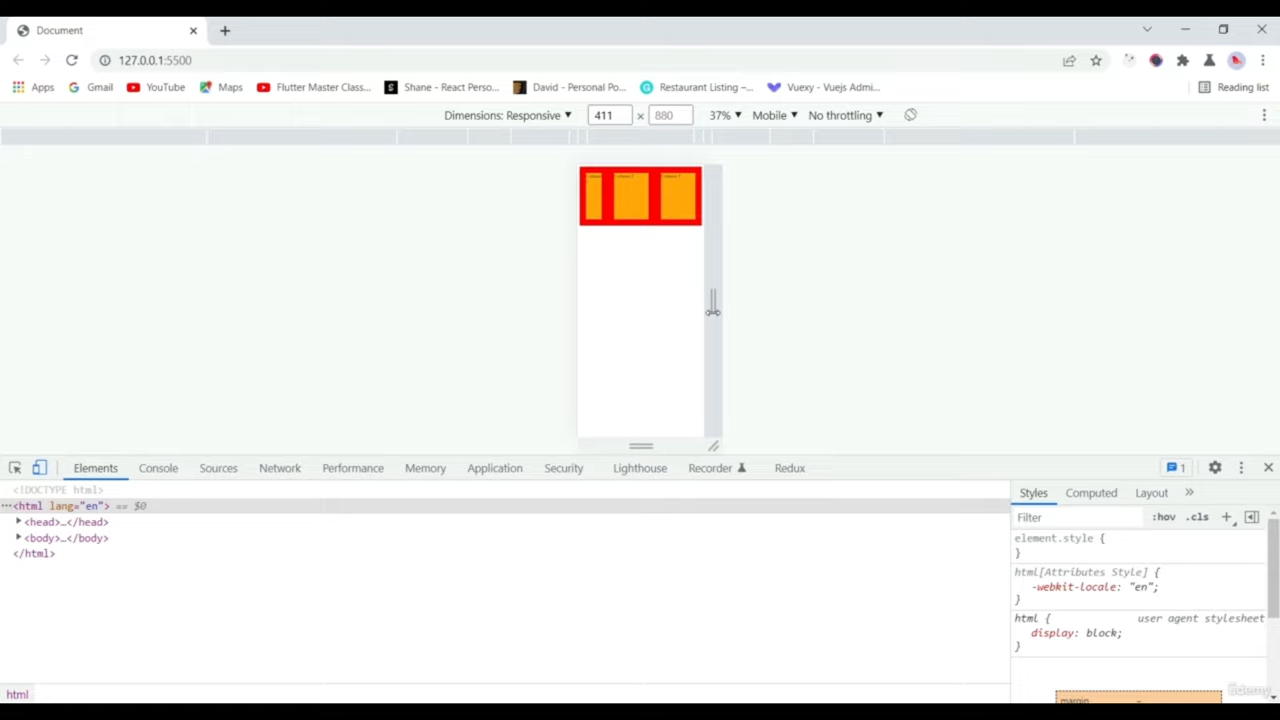 Document
127.0.0.1:5500
Apps Gmail YouTube Maps Flutter Master Class... Shane - React Perso... David - Personal Po... Restaurant Listing –... Vuexy - Vuejs Admi... Reading list
Dimensions: Responsive ▼ 411 × 880 37% ▼ Mobile ▼ No throttling ▼
Elements Console Sources Network Performance Memory Application Security Lighthouse Recorder Redux 1
<!DOCTYPE html>
<html lang="en"> == $0
<head>…</head>
<body>…</body>
</html>
html
Styles Computed Layout »
Filter :hov .cls +
element.style {
}
html[Attributes Style] {
-webkit-locale: "en";
}
html { user agent stylesheet
display: block;
}
margin -
ûdemy